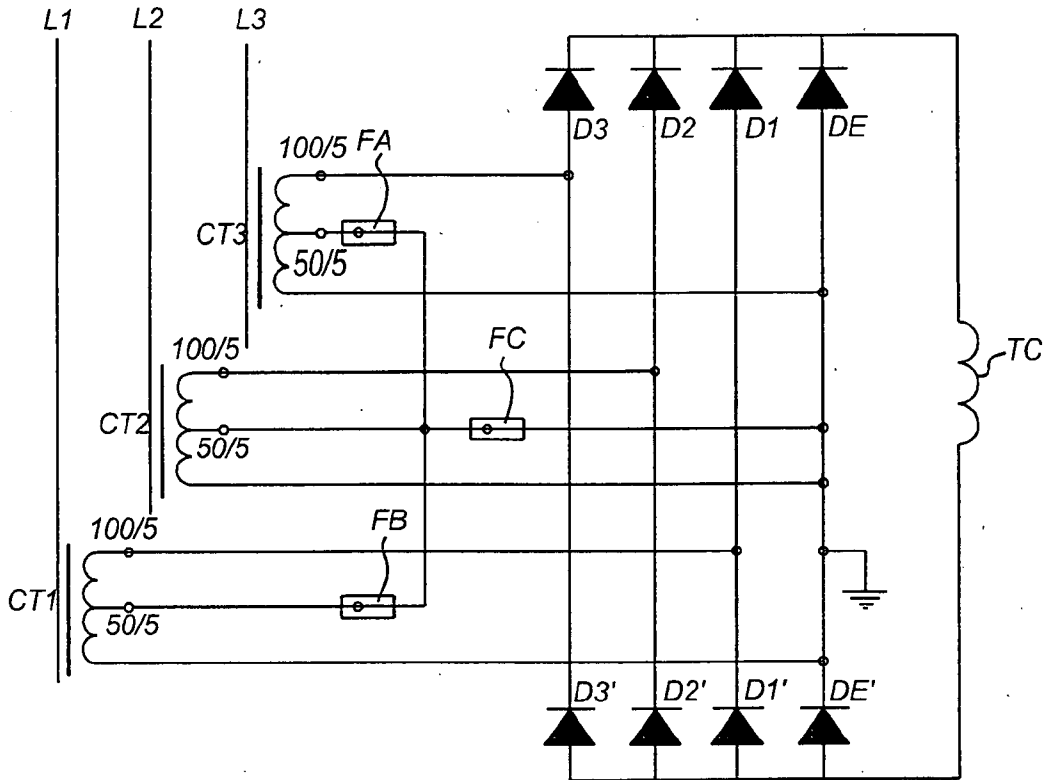 L1 L2 L3
D3 D2 D1 DE
100/5 FA
CT3
50/5
100/5 FC TC
CT2
50/5
100/5 FB
CT1
50/5
D3' D2' D1' DE'